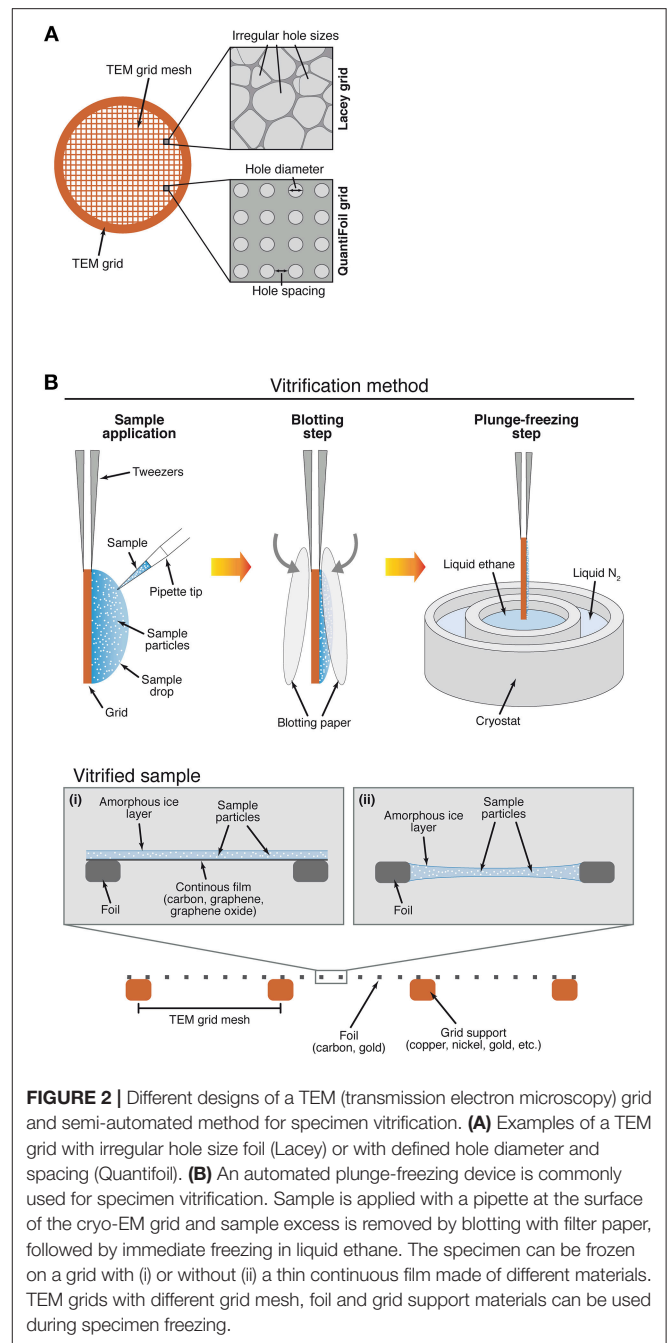 A
Irregular hole sizes
TEM grid mesh
Lacey grid
Hole diameter
QuantiFoil grid
TEM grid
Hole spacing
B
Vitrification method
Sample
application
Blotting
step
Plunge-freezing
step
Tweezers
Sample
Pipette tip
Sample
particles
Sample
drop
Grid
Blotting paper
Liquid ethane
Liquid N2
Cryostat
Vitrified sample
(i)
Amorphous ice
layer
Sample
particles
Continous film
(carbon, graphene,
graphene oxide)
Foil
(ii)
Amorphous ice
layer
Sample
particles
Foil
TEM grid mesh
Foil
(carbon, gold)
Grid support
(copper, nickel, gold, etc.)
FIGURE 2 | Different designs of a TEM (transmission electron microscopy) grid
and semi-automated method for specimen vitrification. (A) Examples of a TEM
grid with irregular hole size foil (Lacey) or with defined hole diameter and
spacing (Quantifoil). (B) An automated plunge-freezing device is commonly
used for specimen vitrification. Sample is applied with a pipette at the surface
of the cryo-EM grid and sample excess is removed by blotting with filter paper,
followed by immediate freezing in liquid ethane. The specimen can be frozen
on a grid with (i) or without (ii) a thin continuous film made of different materials.
TEM grids with different grid mesh, foil and grid support materials can be used
during specimen freezing.